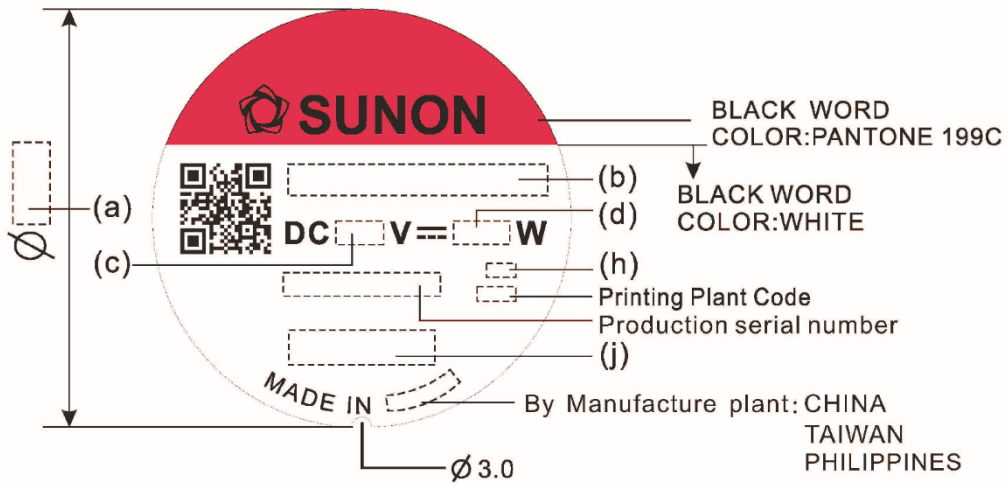 SUNON
BLACK WORD
COLOR:PANTONE 199C
(b)
BLACK WORD
COLOR:WHITE
(a)
Ø
DC V W
(d)
(c)
(h)
Printing Plant Code
Production serial number
(j)
MADE IN
By Manufacture plant: CHINA
TAIWAN
PHILIPPINES
Ø3.0